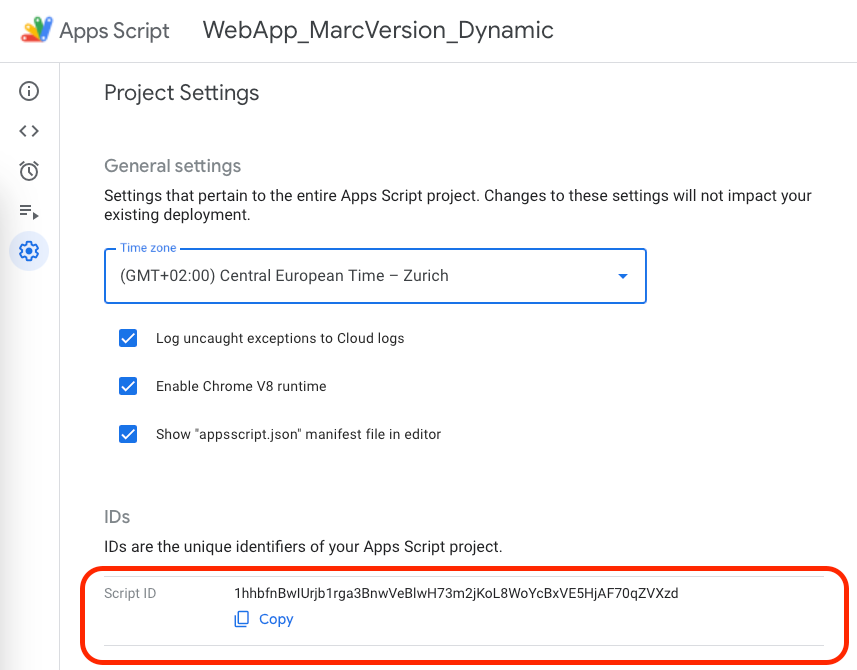 Apps Script WebApp_MarcVersion_Dynamic
Project Settings
General settings
Settings that pertain to the entire Apps Script project. Changes to these settings will not impact your
existing deployment.
Time zone
(GMT+02:00) Central European Time – Zurich
Log uncaught exceptions to Cloud logs
Enable Chrome V8 runtime
Show "appsscript.json" manifest file in editor
IDs
IDs are the unique identifiers of your Apps Script project.
Script ID 1hhbfnBwIUrjb1rga3BnwVeBlwH73m2jKoL8WoYcBxVE5HjAF70qZVXzd
Copy